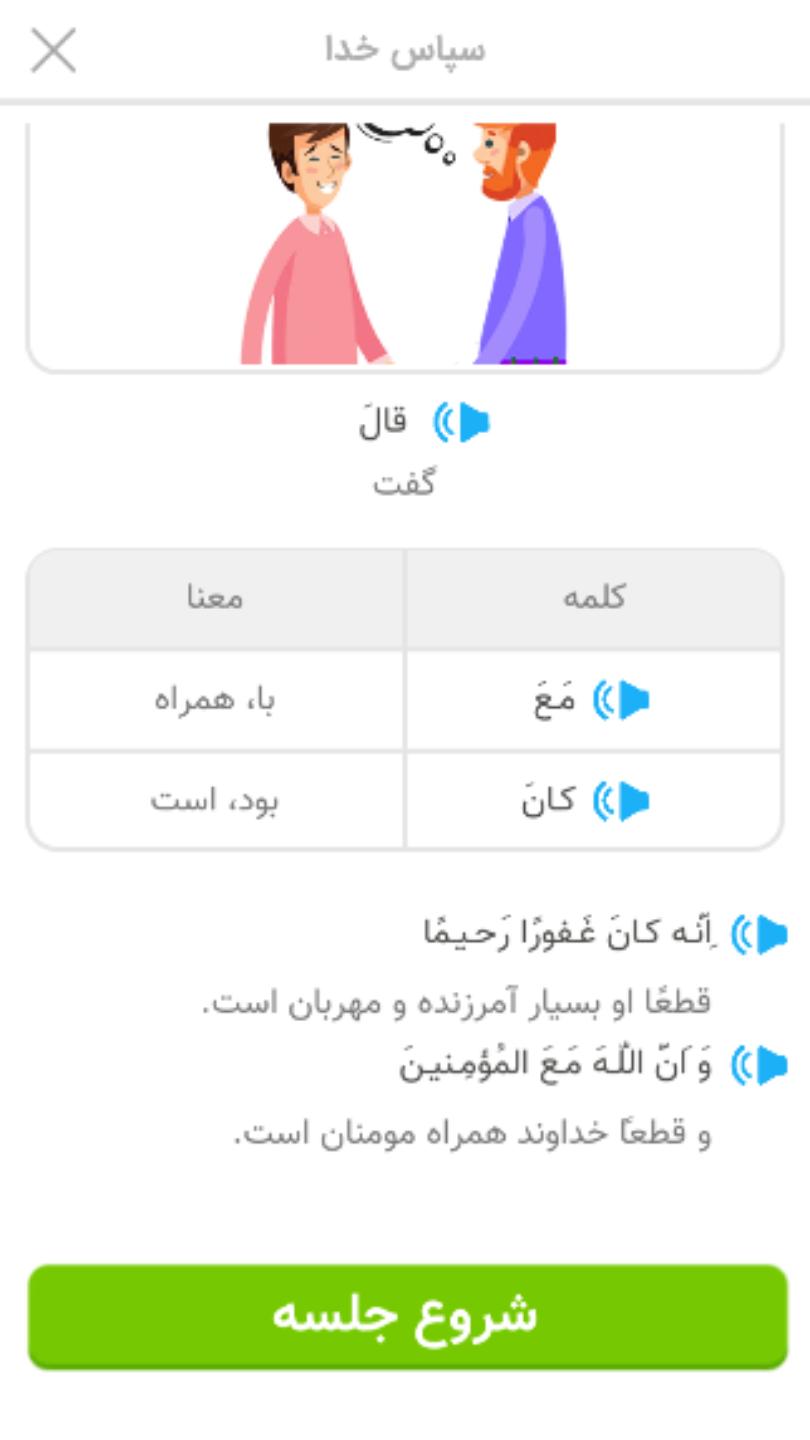 سپاس خدا
قالَ
گفت
کلمه معنا
مَعَ با، همراه
کانَ بود، است
اِنَّه کانَ غَفورًا رَحیمًا
قطعًا او بسیار آمرزنده و مهربان است.
وَ اَنَّ اللّٰهَ مَعَ المُؤمِنینَ
و قطعاً خداوند همراه مومنان است.
شروع جلسه